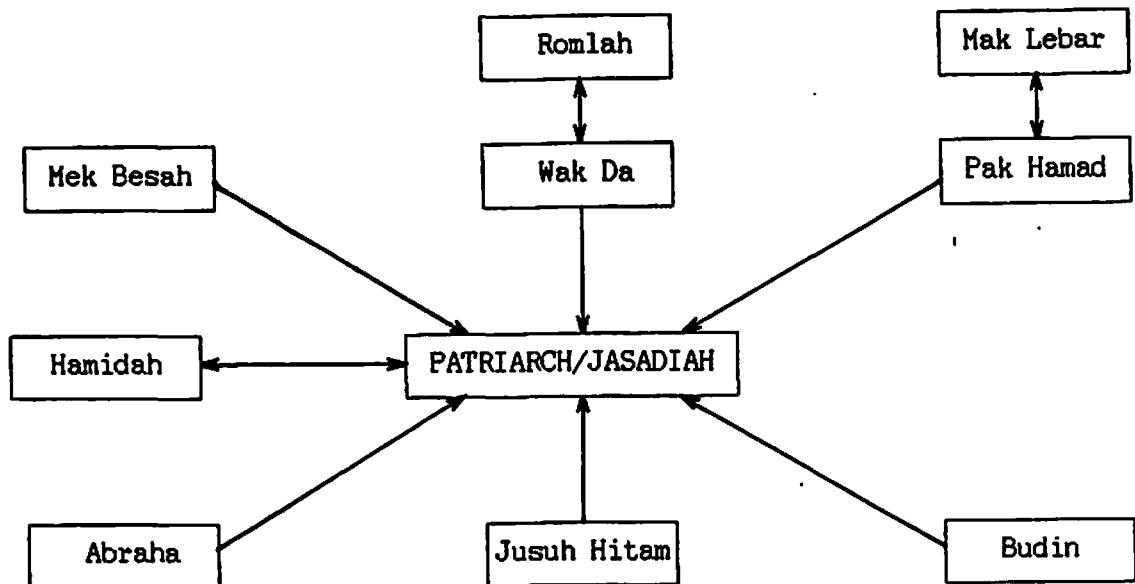 Romlah
Mak Lebar
Mek Besah
Wak Da
Pak Hamad
Hamidah
PATRIARCH/JASADIAH
Abraha
Jusuh Hitam
Budin